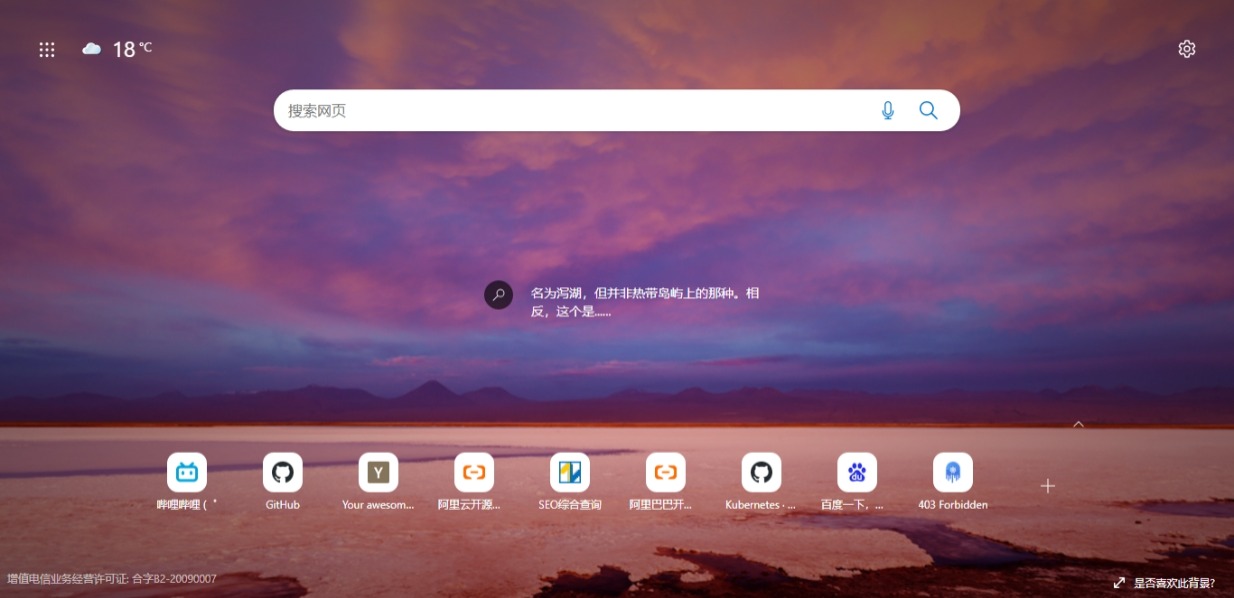 18 °C
搜索网页
名为泻湖，但并非热带岛屿上的那种。相
反，这个是......
哔哩哔哩 ( ゜
GitHub
Y
Your awesom...
阿里云开源...
SEO综合查询
阿里巴巴开...
Kubernetes · ...
du
百度一下，...
403 Forbidden
增值电信业务经营许可证: 合字B2-20090007
是否喜欢此背景?